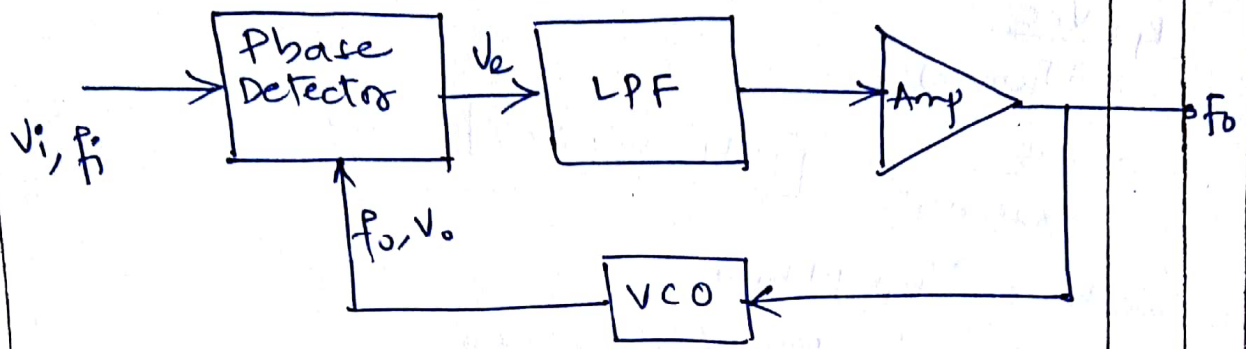 Phase
Detector
Ve
LPF
Amp
fo
Vi, fi
fo, Vo
VCO